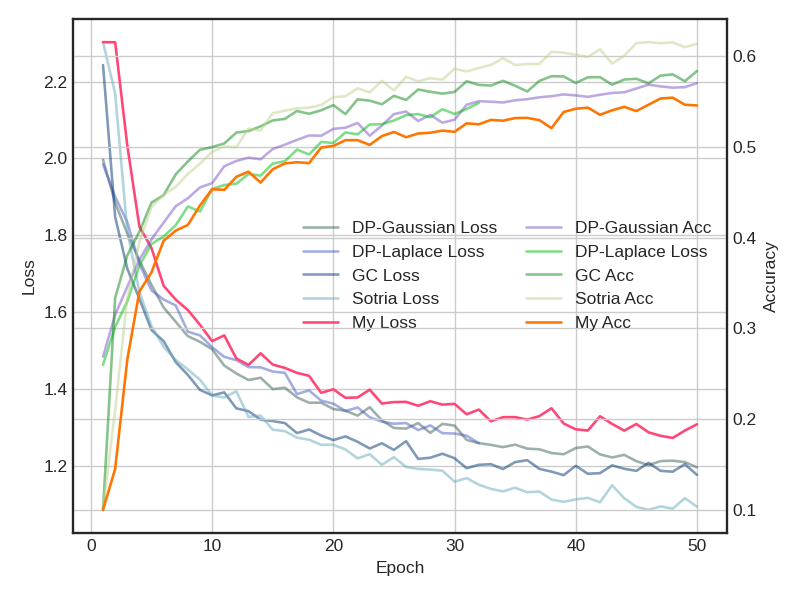 2.2
2.0
1.8
1.6
1.4
1.2
Loss
0.6
0.5
0.4
0.3
0.2
0.1
Accuracy
DP-Gaussian Loss
DP-Laplace Loss
GC Loss
Sotria Loss
My Loss
DP-Gaussian Acc
DP-Laplace Loss
GC Acc
Sotria Acc
My Acc
0 10 20 30 40 50
Epoch